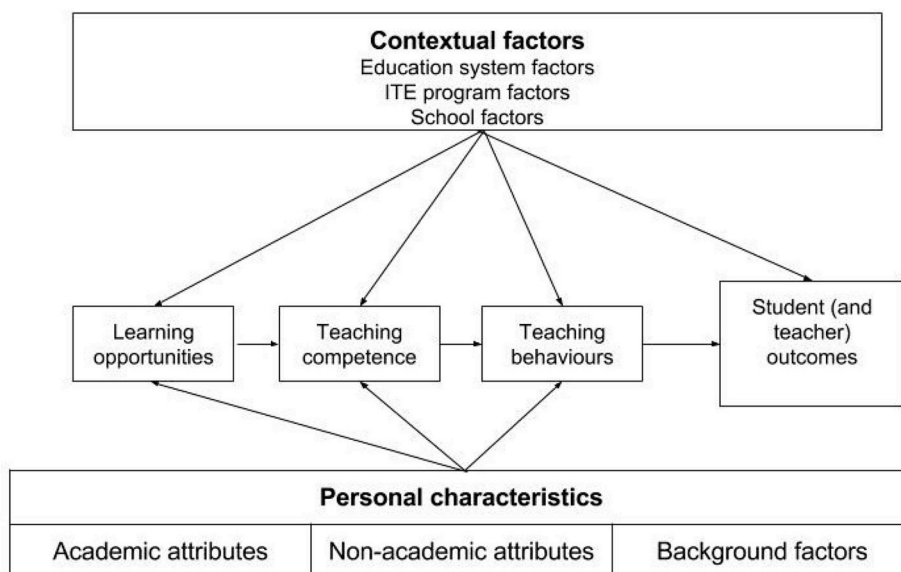 Contextual factors
Education system factors
ITE program factors
School factors
Learning
opportunities
Teaching
competence
Teaching
behaviours
Student (and
teacher)
outcomes
Personal characteristics
Academic attributes
Non-academic attributes
Background factors